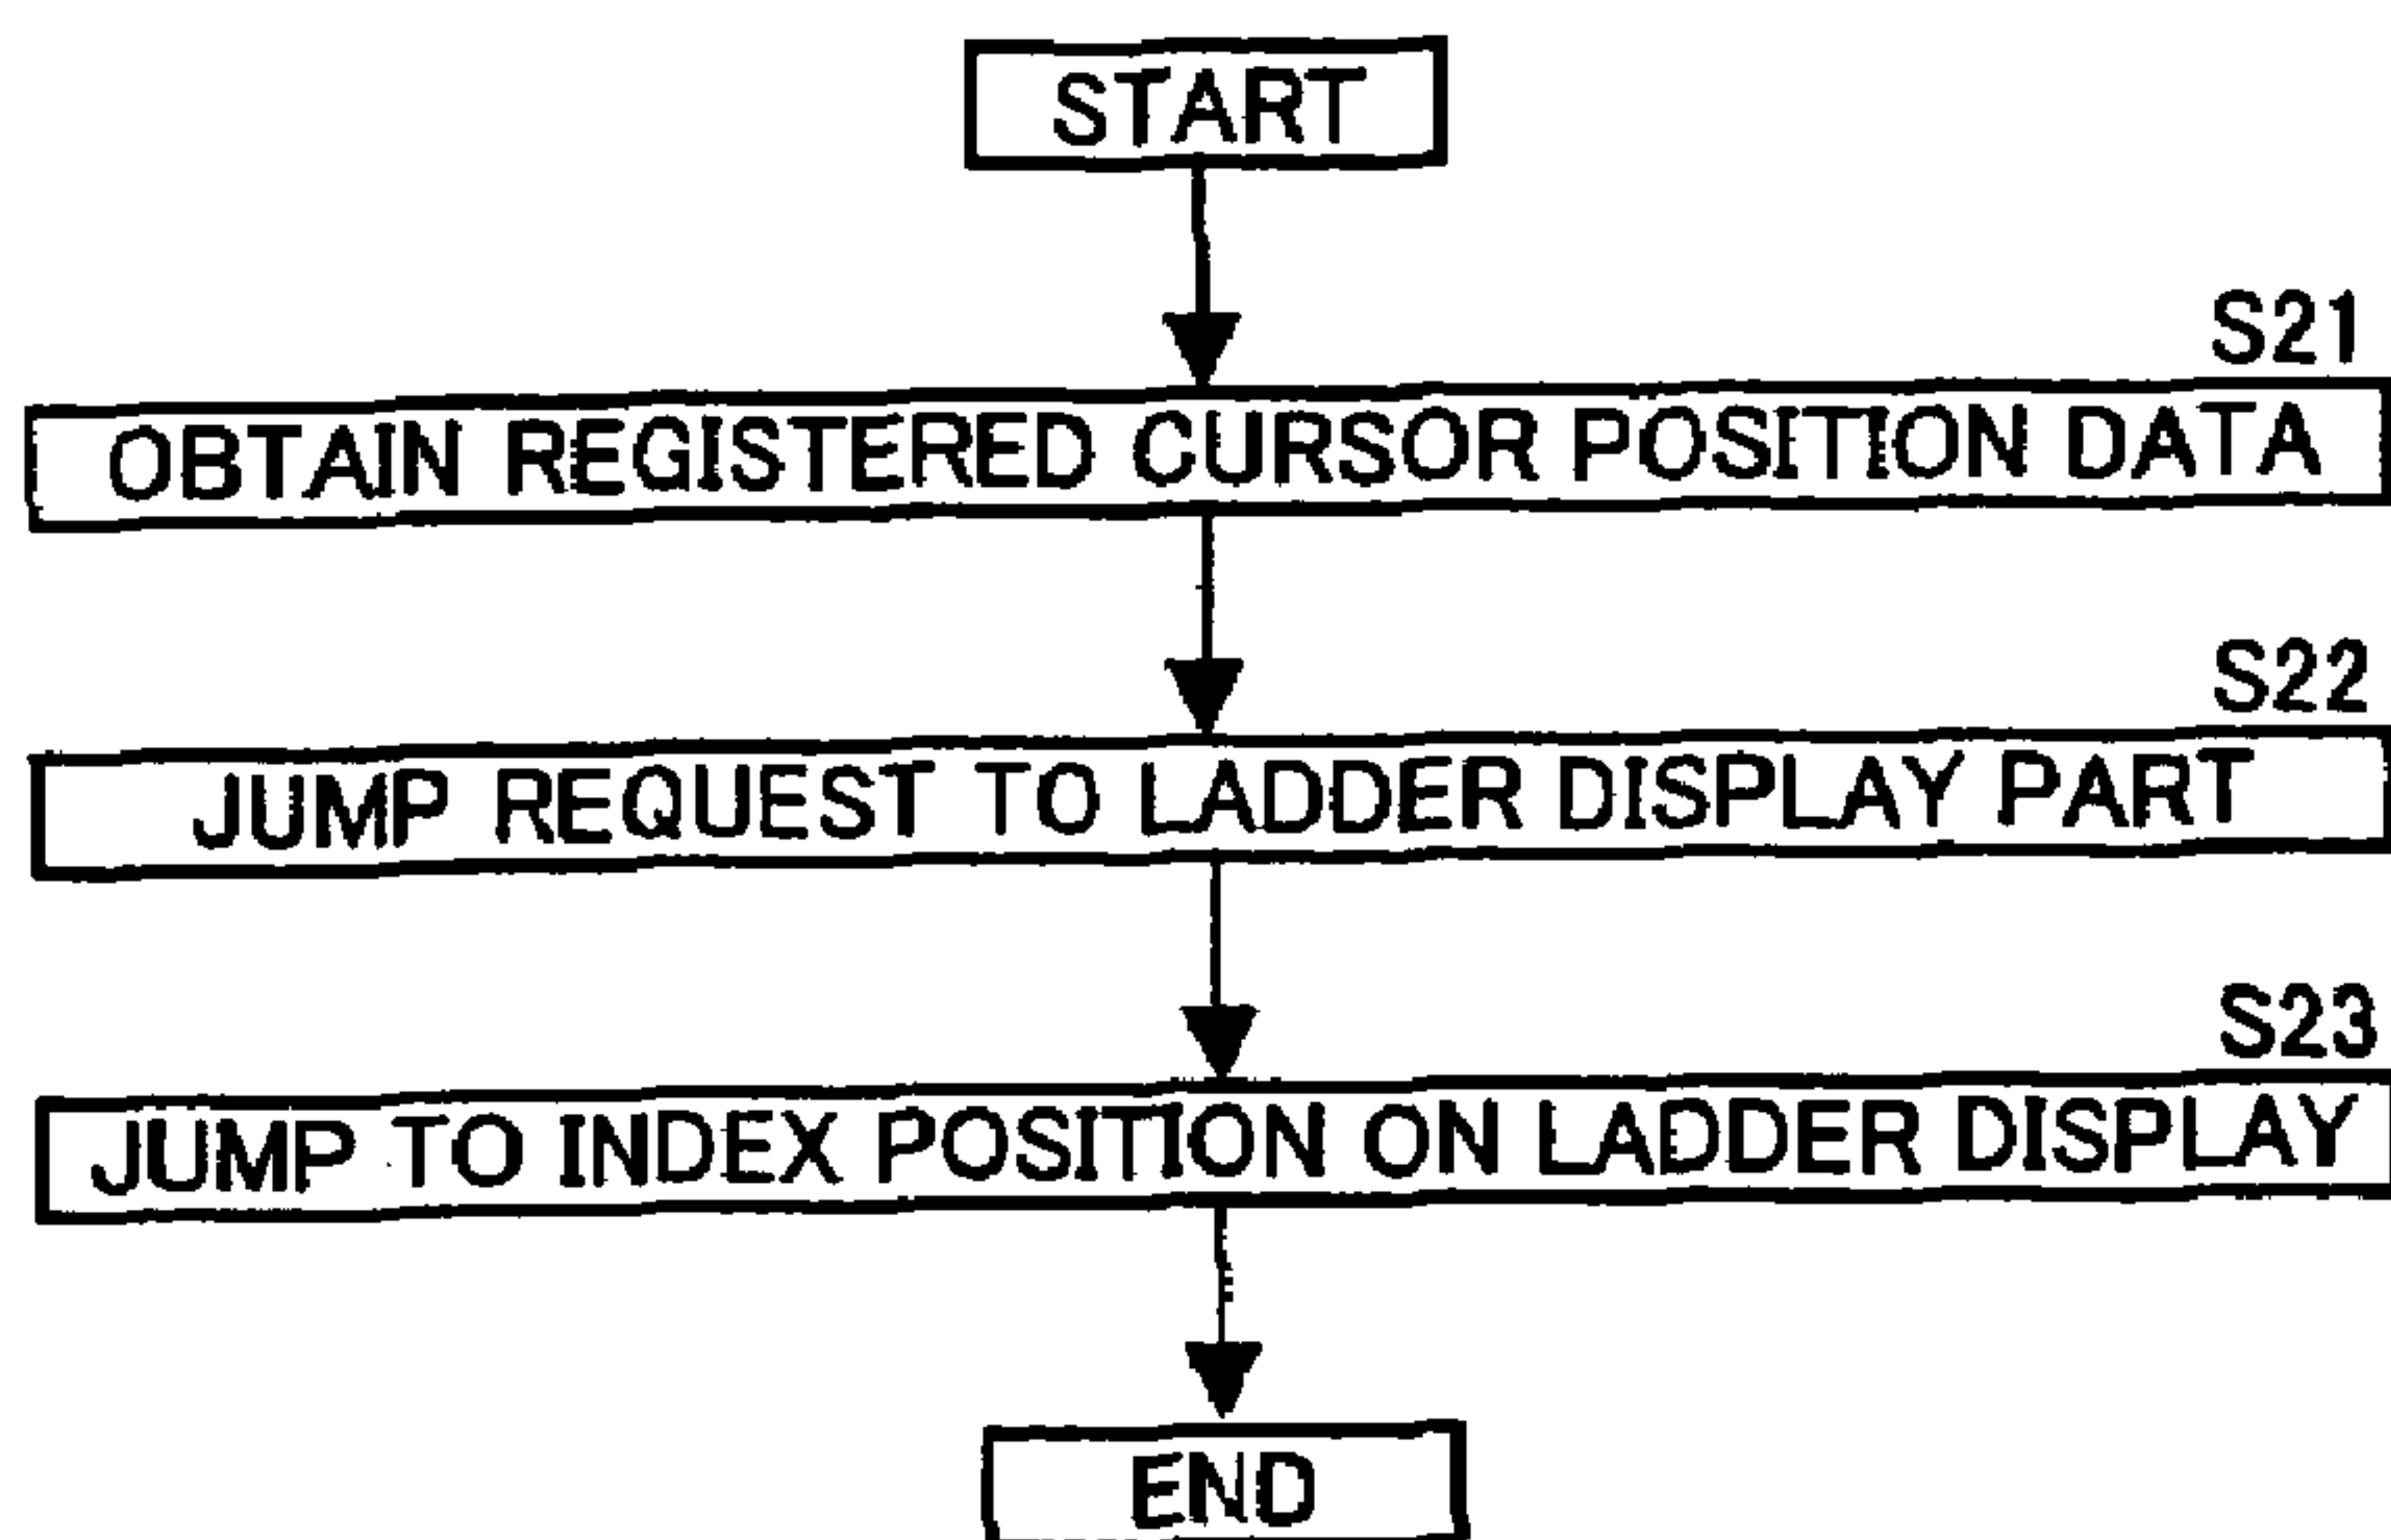 START
S21
OBTAIN REGISTERED CURSOR POSITION DATA
S22
JUMP REQUEST TO LADDER DISPLAY PART
S23
JUMP TO INDEX POSITION ON LADDER DISPLAY
END